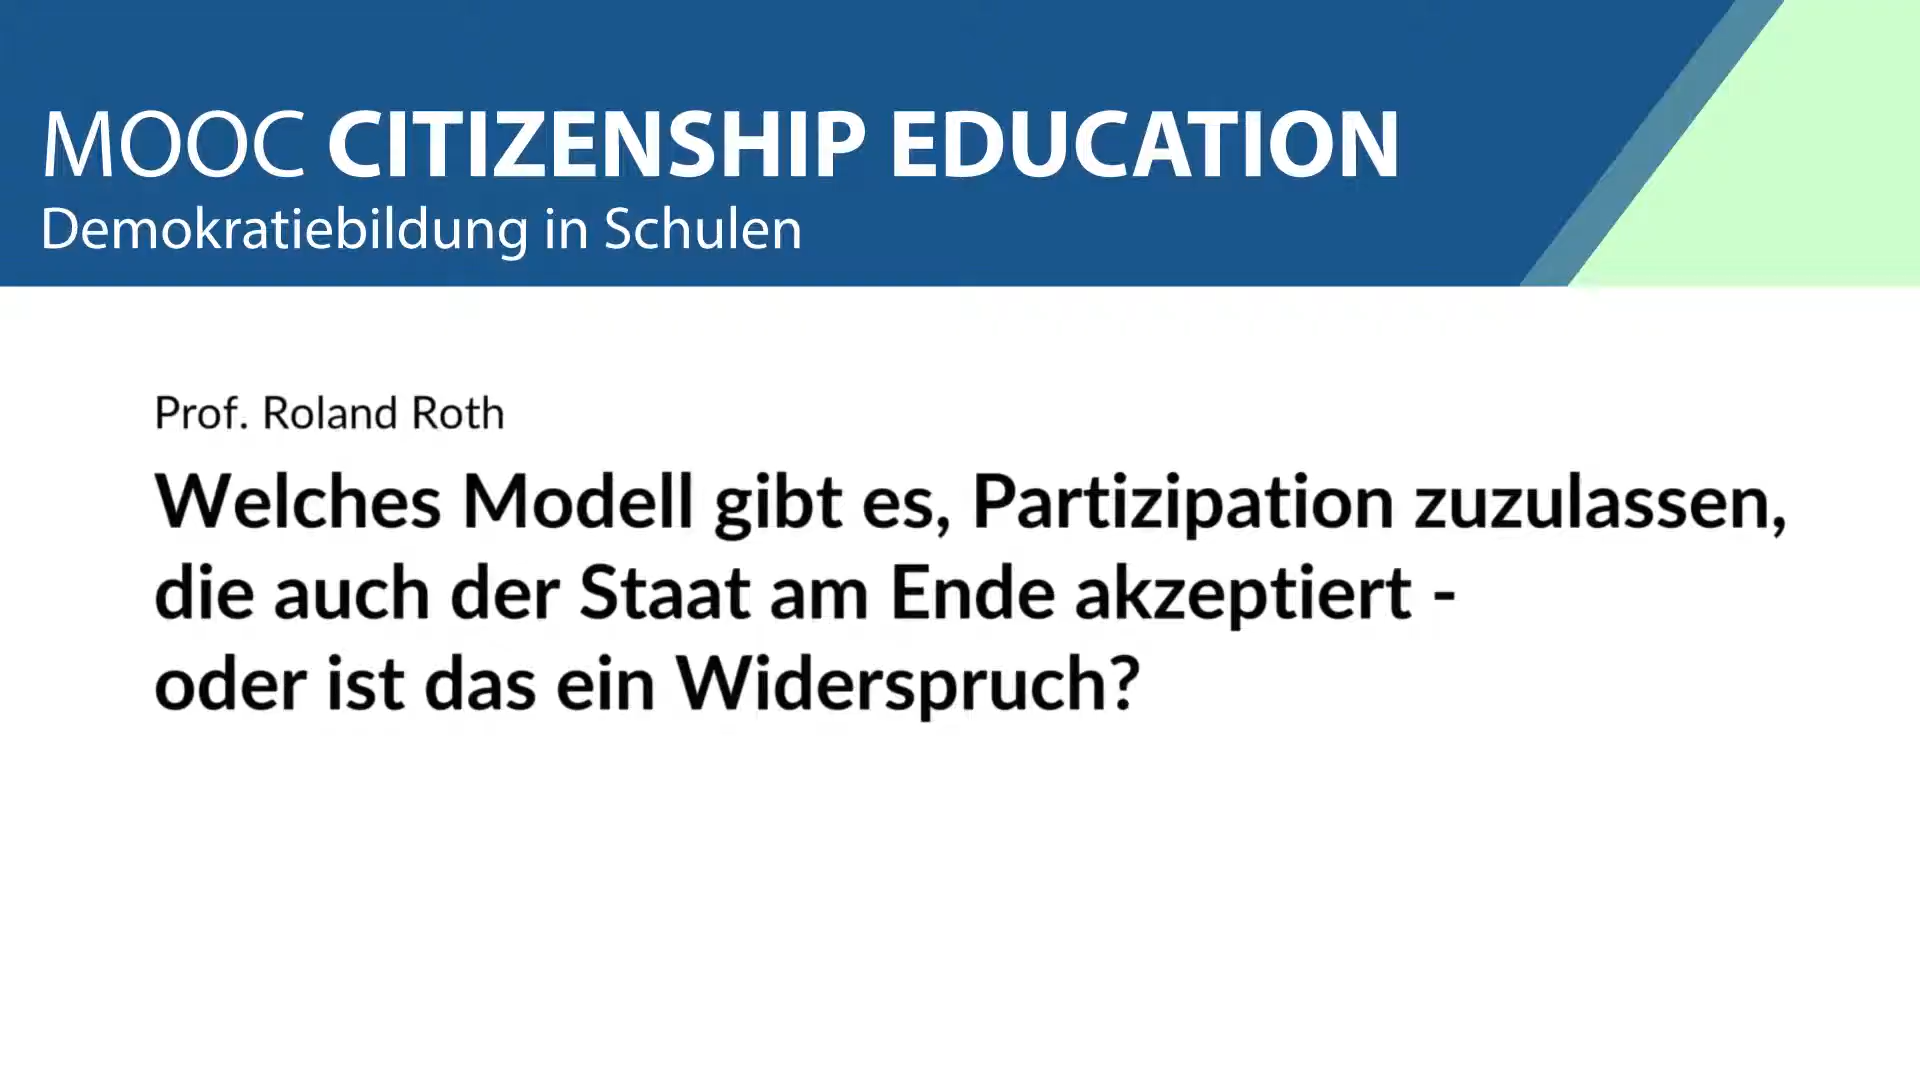 MOOC CITIZENSHIP EDUCATION
Demokratiebildung in Schulen
Prof. Roland Roth
Welches Modell gibt es, Partizipation zuzulassen,
die auch der Staat am Ende akzeptiert -
oder ist das ein Widerspruch?